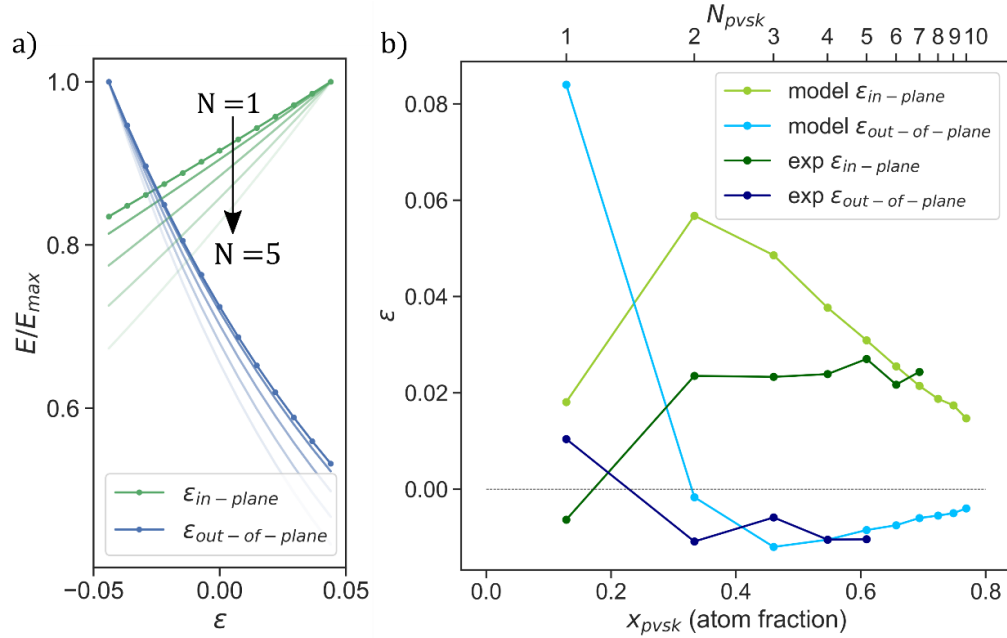 a)
E/E_max
1.0
0.8
0.6
N =1
N =5
ε_in-plane
ε_out-of-plane
−0.05
0.00
0.05
ε
b)
N_pvsk
1 2 3 4 5 6 7 8 9 10
ε
0.08
0.06
0.04
0.02
0.00
model ε_in-plane
model ε_out-of-plane
exp ε_in-plane
exp ε_out-of-plane
0.0 0.2 0.4 0.6 0.8
x_pvsk (atom fraction)